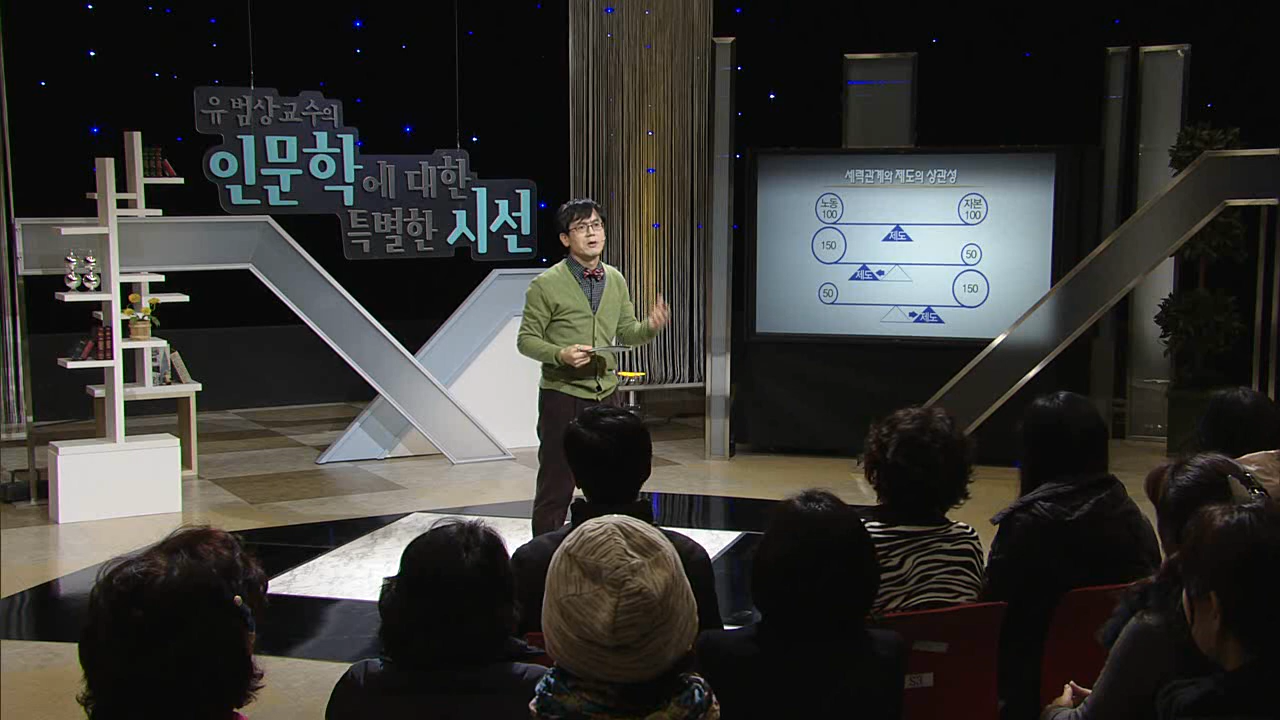 유범상교수의
인문학에 대한
특별한 시선
세력관계와 제도의 상관성
노동 자본
100 100
제도
150 50
제도
50 150
제도
S3